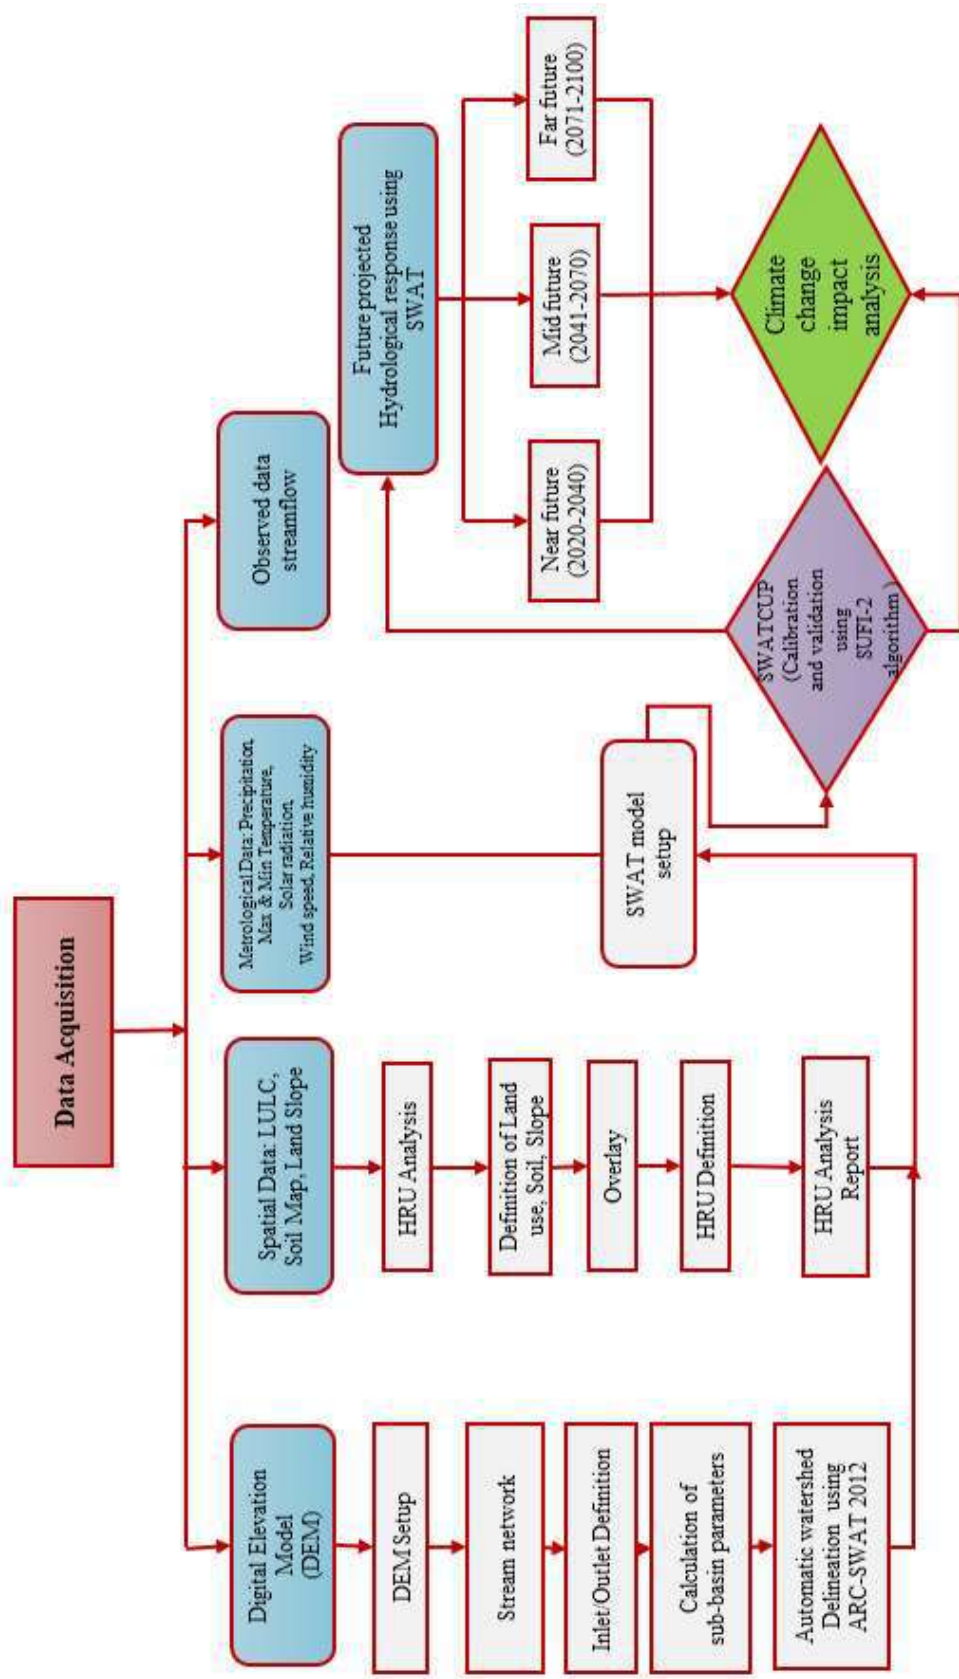 Data Acquisition
Digital Elevation
Model
(DEM)
DEM Setup
Stream network
Inlet/Outlet Definition
Calculation of
sub-basin parameters
Automatic watershed
Delineation using
ARC-SWAT 2012
Spatial Data: LULC,
Soil Map, Land Slope
HRU Analysis
Definition of Land
use, Soil, Slope
Overlay
HRU Definition
HRU Analysis
Report
Metrological Data: Precipitation,
Max & Min Temperature,
Solar radiation,
Wind speed, Relative humidity
SWAT model
setup
Observed data
streamflow
SWATCUP
(Calibration
and validation
using
SUFI-2
algorithm )
Future projected
Hydrological response using
SWAT
Near future
(2020-2040)
Mid future
(2041-2070)
Far future
(2071-2100)
Climate
change
impact
analysis